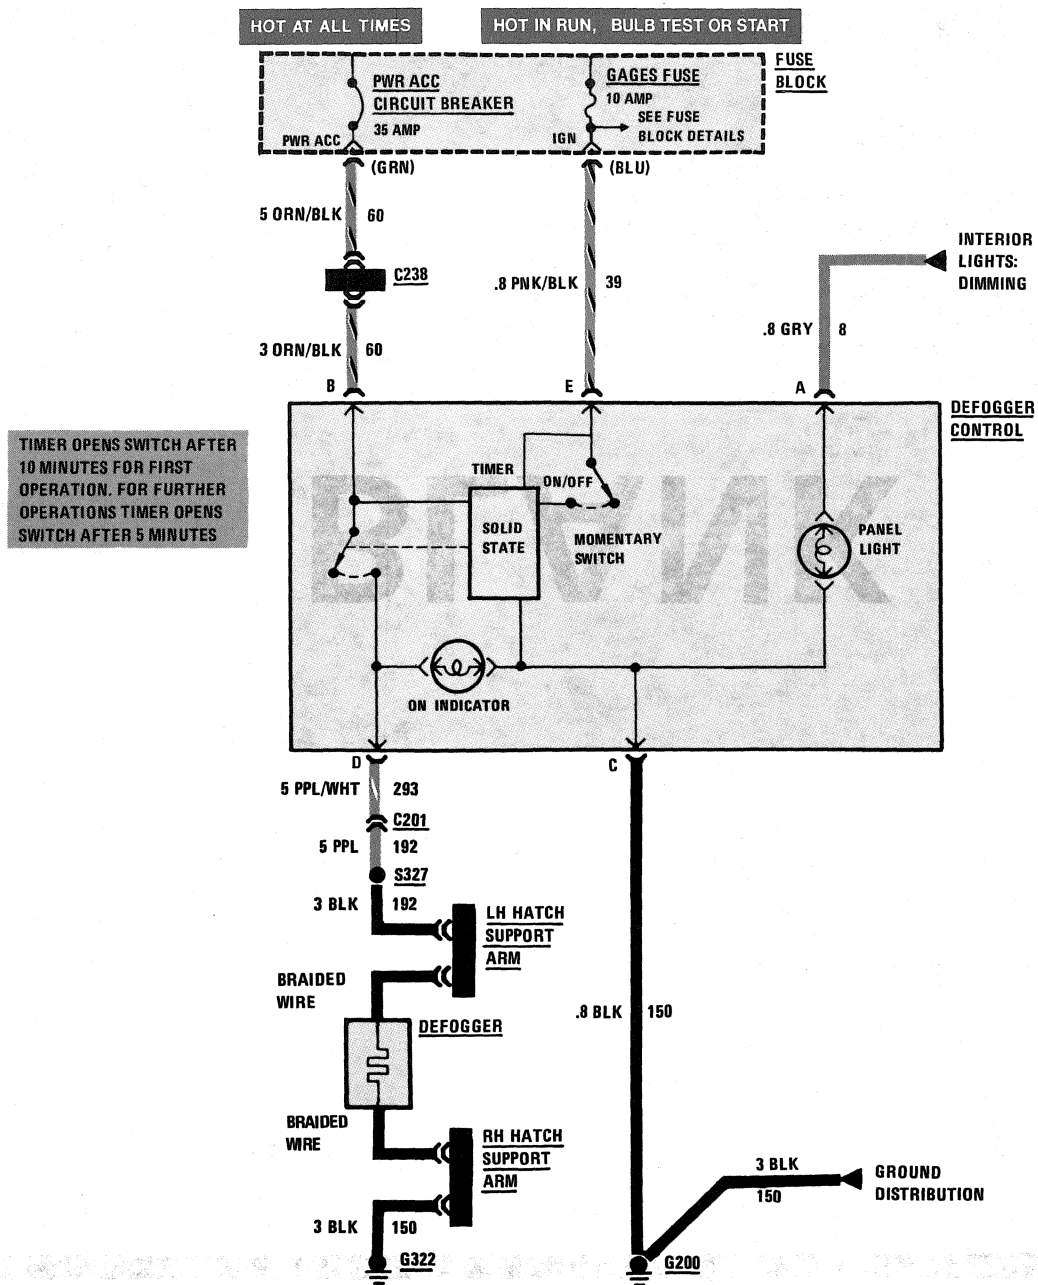 HOT AT ALL TIMES
HOT IN RUN, BULB TEST OR START
FUSE
BLOCK
PWR ACC
CIRCUIT BREAKER
35 AMP
PWR ACC
GAGES FUSE
10 AMP
SEE FUSE
BLOCK DETAILS
IGN
(GRN)
(BLU)
5 ORN/BLK 60
C238
3 ORN/BLK 60
.8 PNK/BLK 39
INTERIOR
LIGHTS:
DIMMING
.8 GRY 8
B
E
A
DEFOGGER
CONTROL
TIMER OPENS SWITCH AFTER
10 MINUTES FOR FIRST
OPERATION. FOR FURTHER
OPERATIONS TIMER OPENS
SWITCH AFTER 5 MINUTES
TIMER
ON/OFF
SOLID
STATE
MOMENTARY
SWITCH
PANEL
LIGHT
ON INDICATOR
D
C
5 PPL/WHT 293
C201
5 PPL 192
S327
3 BLK 192
LH HATCH
SUPPORT
ARM
BRAIDED
WIRE
DEFOGGER
.8 BLK 150
BRAIDED
WIRE
RH HATCH
SUPPORT
ARM
3 BLK 150
G322
3 BLK
150
GROUND
DISTRIBUTION
G200